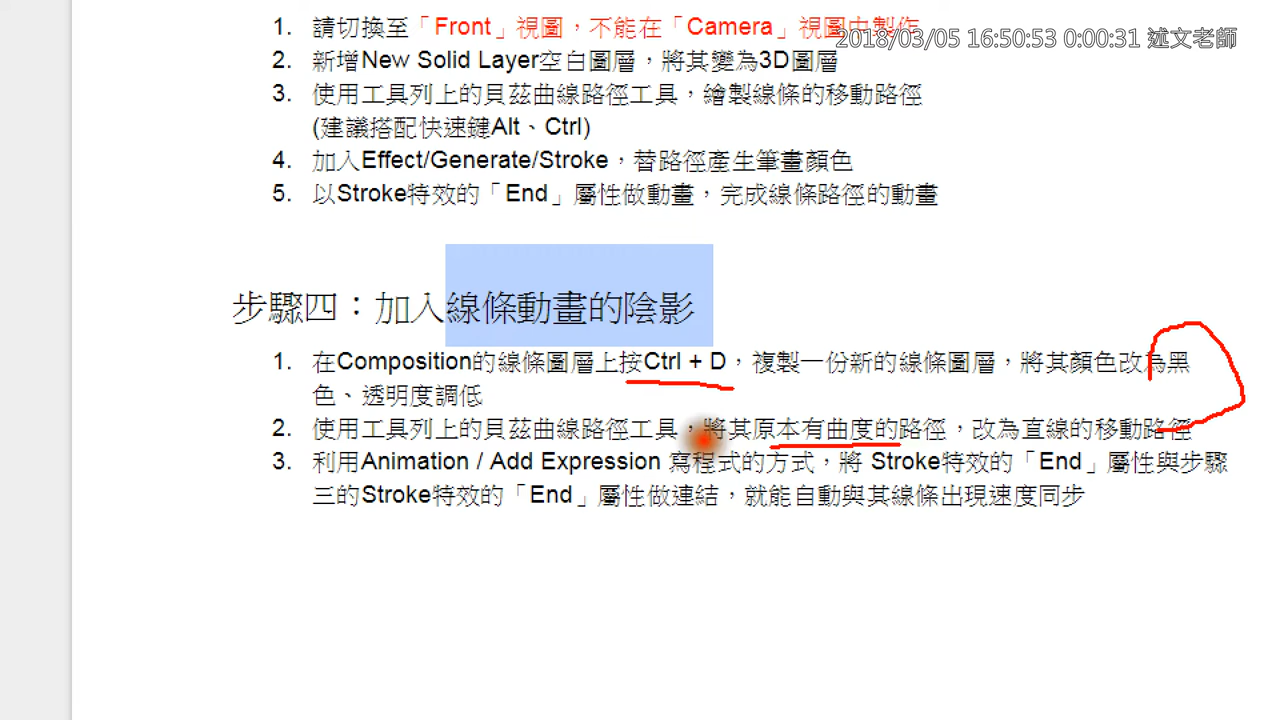 1. 請切換至「Front」視圖，不能在「Camera」視圖中製作
2018/03/05 16:50:53 0:00:31 述文老師
2. 新增New Solid Layer空白圖層，將其變為3D圖層
3. 使用工具列上的貝茲曲線路徑工具，繪製線條的移動路徑
(建議搭配快速鍵Alt、Ctrl)
4. 加入Effect/Generate/Stroke，替路徑產生筆畫顏色
5. 以Stroke特效的「End」屬性做動畫，完成線條路徑的動畫
步驟四：加入線條動畫的陰影
1. 在Composition的線條圖層上按Ctrl + D，複製一份新的線條圖層，將其顏色改為黑
色、透明度調低
2. 使用工具列上的貝茲曲線路徑工具，將其原本有曲度的路徑，改為直線的移動路徑
3. 利用Animation / Add Expression 寫程式的方式，將 Stroke特效的「End」屬性與步驟
三的Stroke特效的「End」屬性做連結，就能自動與其線條出現速度同步